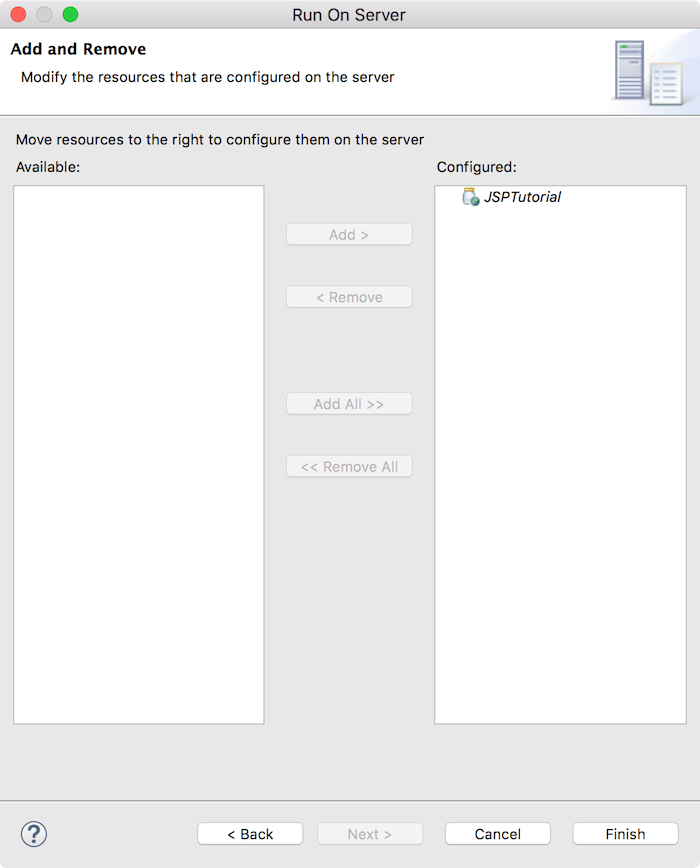 Run On Server
Add and Remove
Modify the resources that are configured on the server
Move resources to the right to configure them on the server
Available:
Configured:
JSPTutorial
Add >
< Remove
Add All >>
<< Remove All
?
< Back
Next >
Cancel
Finish